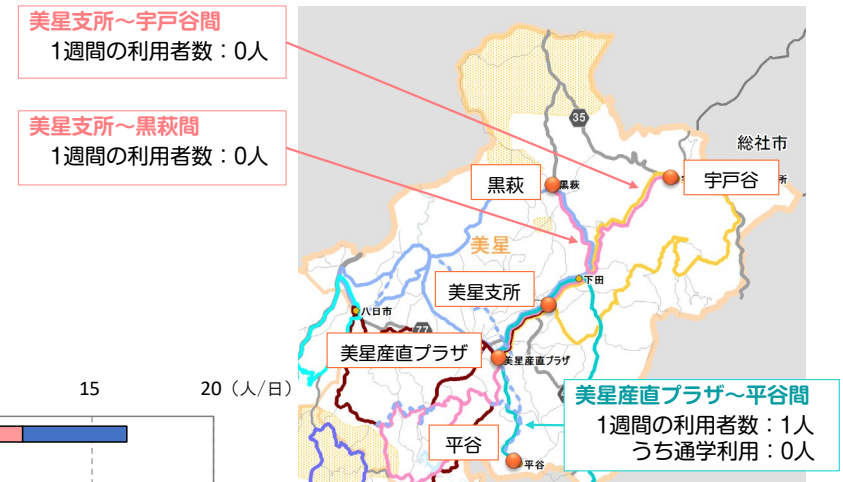 美星支所～宇戸谷間
1週間の利用者数：0人
美星支所～黒萩間
1週間の利用者数：0人
35
総社市
黒萩
黒萩
宇戸谷
所
美星
美星支所
下田
八日市
77
美星産直プラザ
美星産直プラザ
15
20（人/日）
美星産直プラザ～平谷間
1週間の利用者数：1人
うち通学利用：0人
平谷
平谷